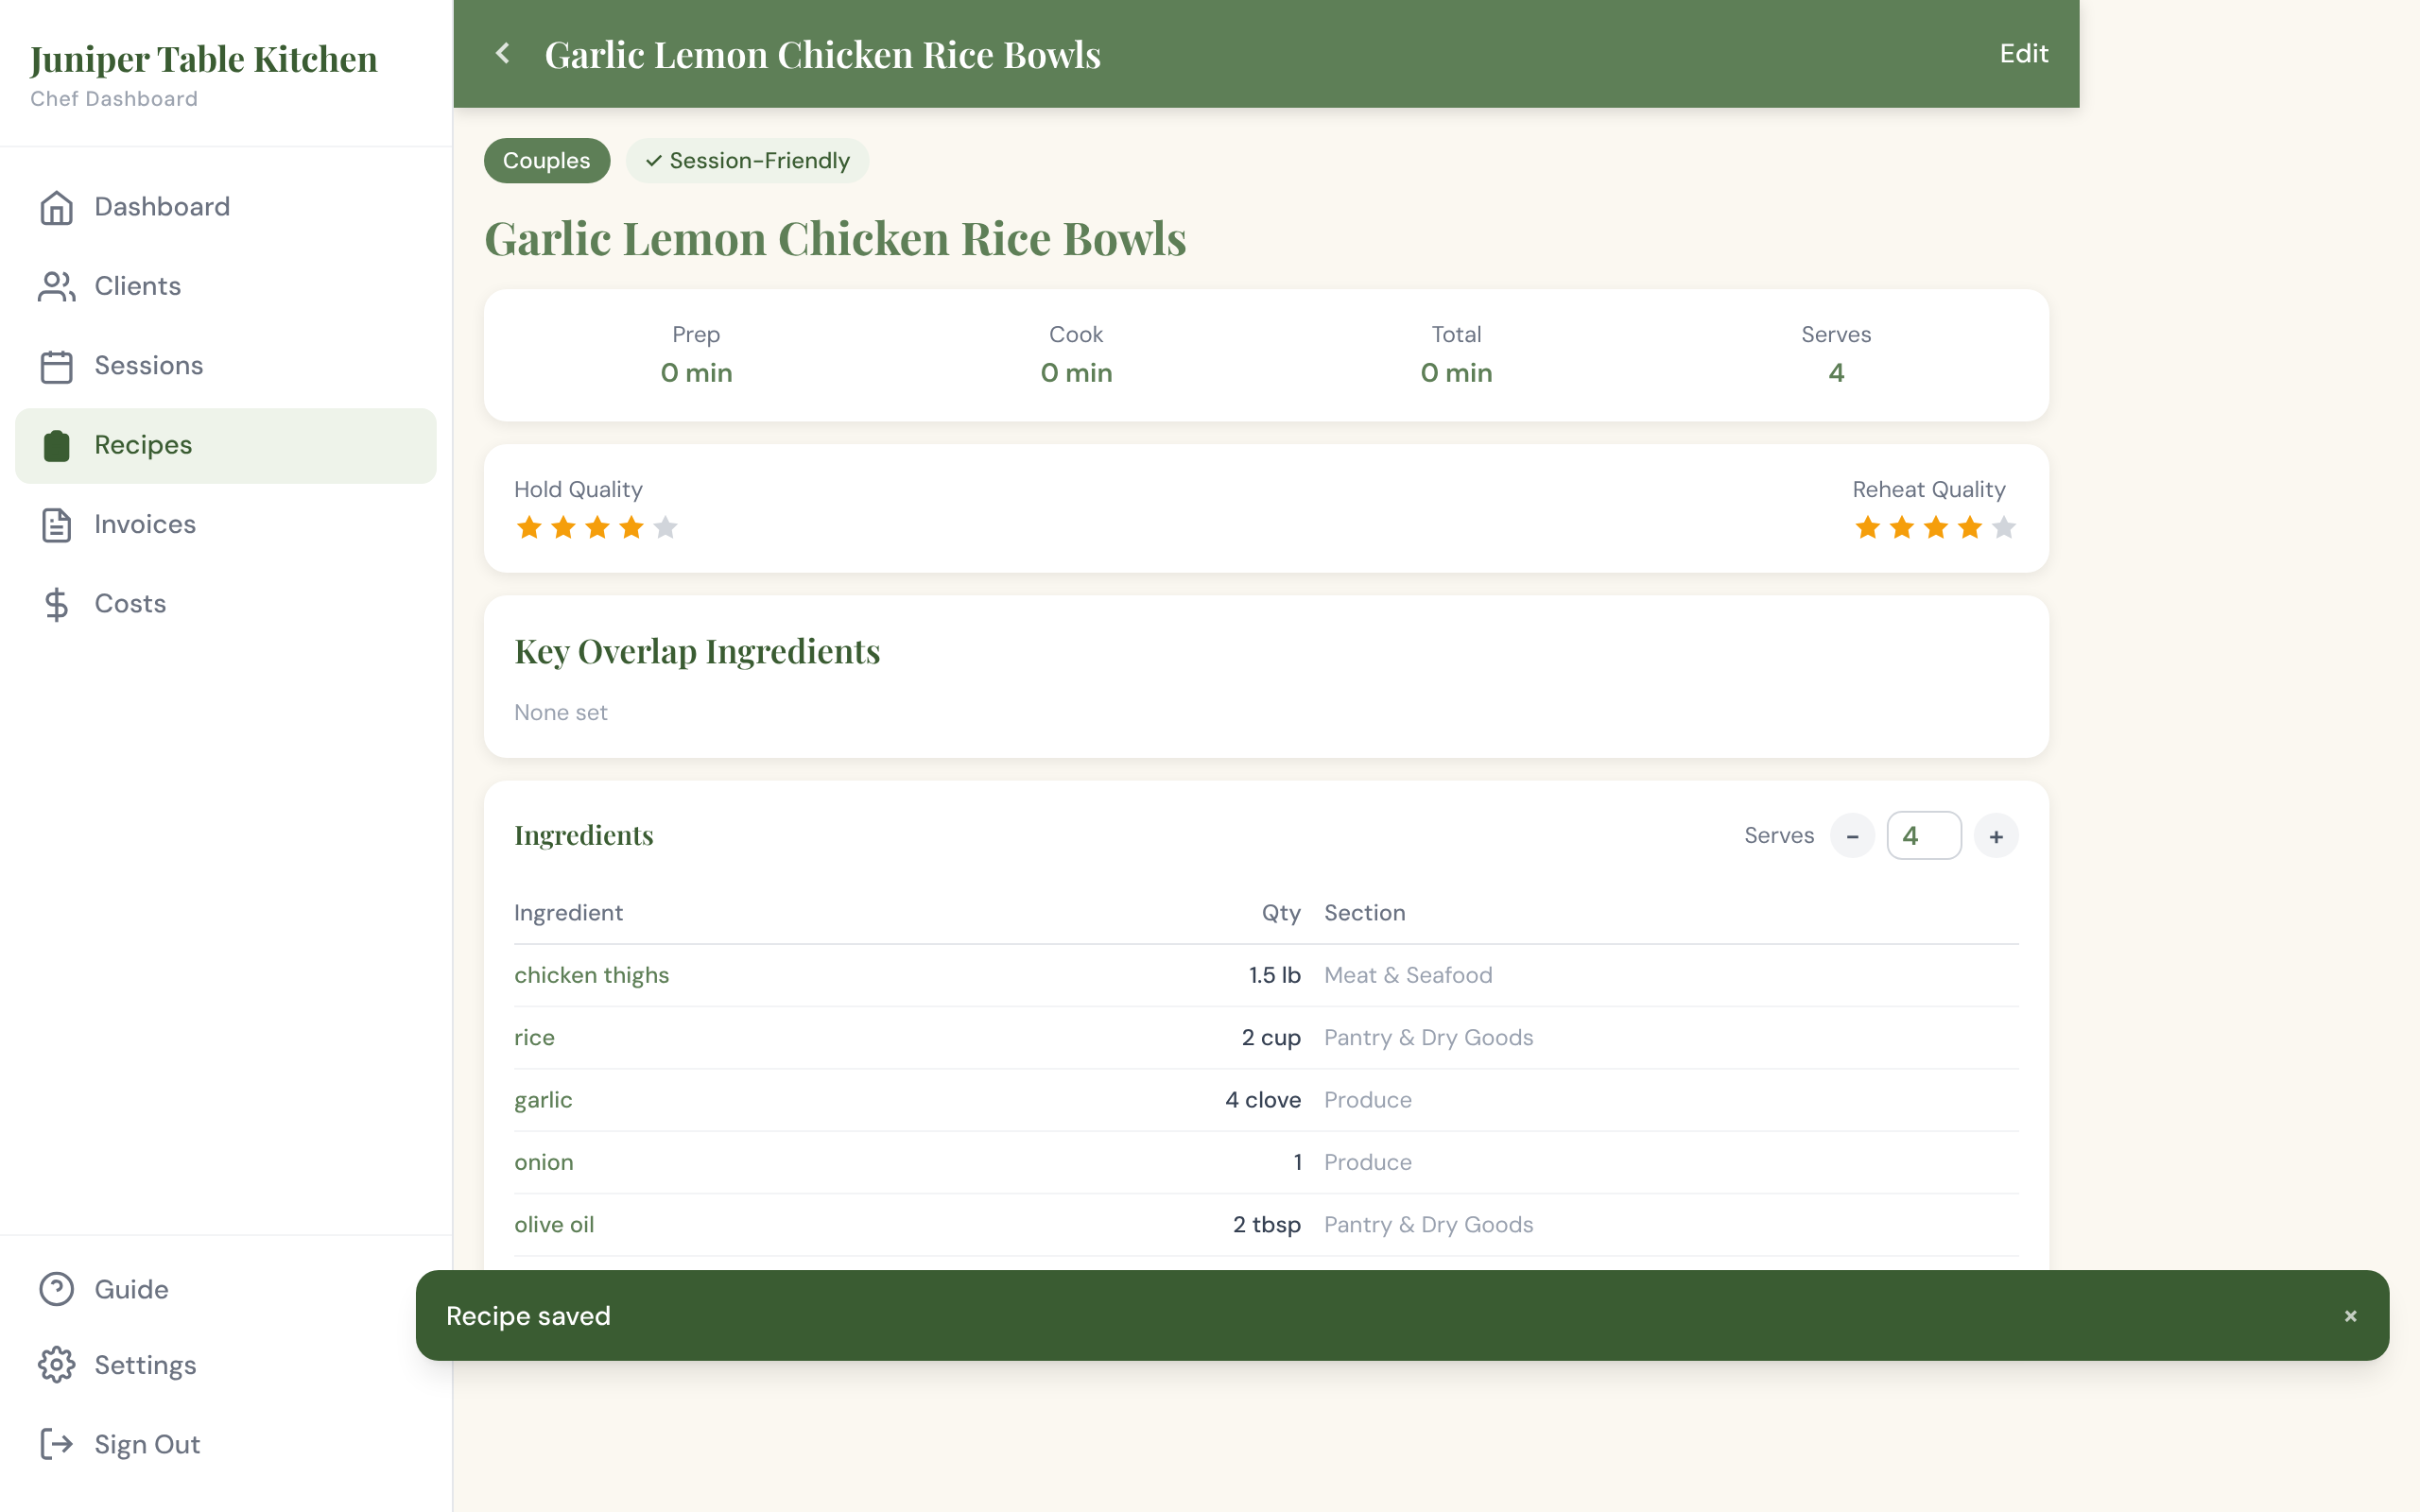 Juniper Table Kitchen
Chef Dashboard
Dashboard
Clients
Sessions
Recipes
Invoices
Costs
Guide
Settings
Sign Out
Garlic Lemon Chicken Rice Bowls
Edit
Couples
✓ Session-Friendly
Garlic Lemon Chicken Rice Bowls
Prep Cook Total Serves
0 min 0 min 0 min 4
Hold Quality Reheat Quality
Key Overlap Ingredients
None set
Ingredients Serves - 4 +
Ingredient Qty Section
chicken thighs 1.5 lb Meat & Seafood
rice 2 cup Pantry & Dry Goods
garlic 4 clove Produce
onion 1 Produce
olive oil 2 tbsp Pantry & Dry Goods
Recipe saved ×